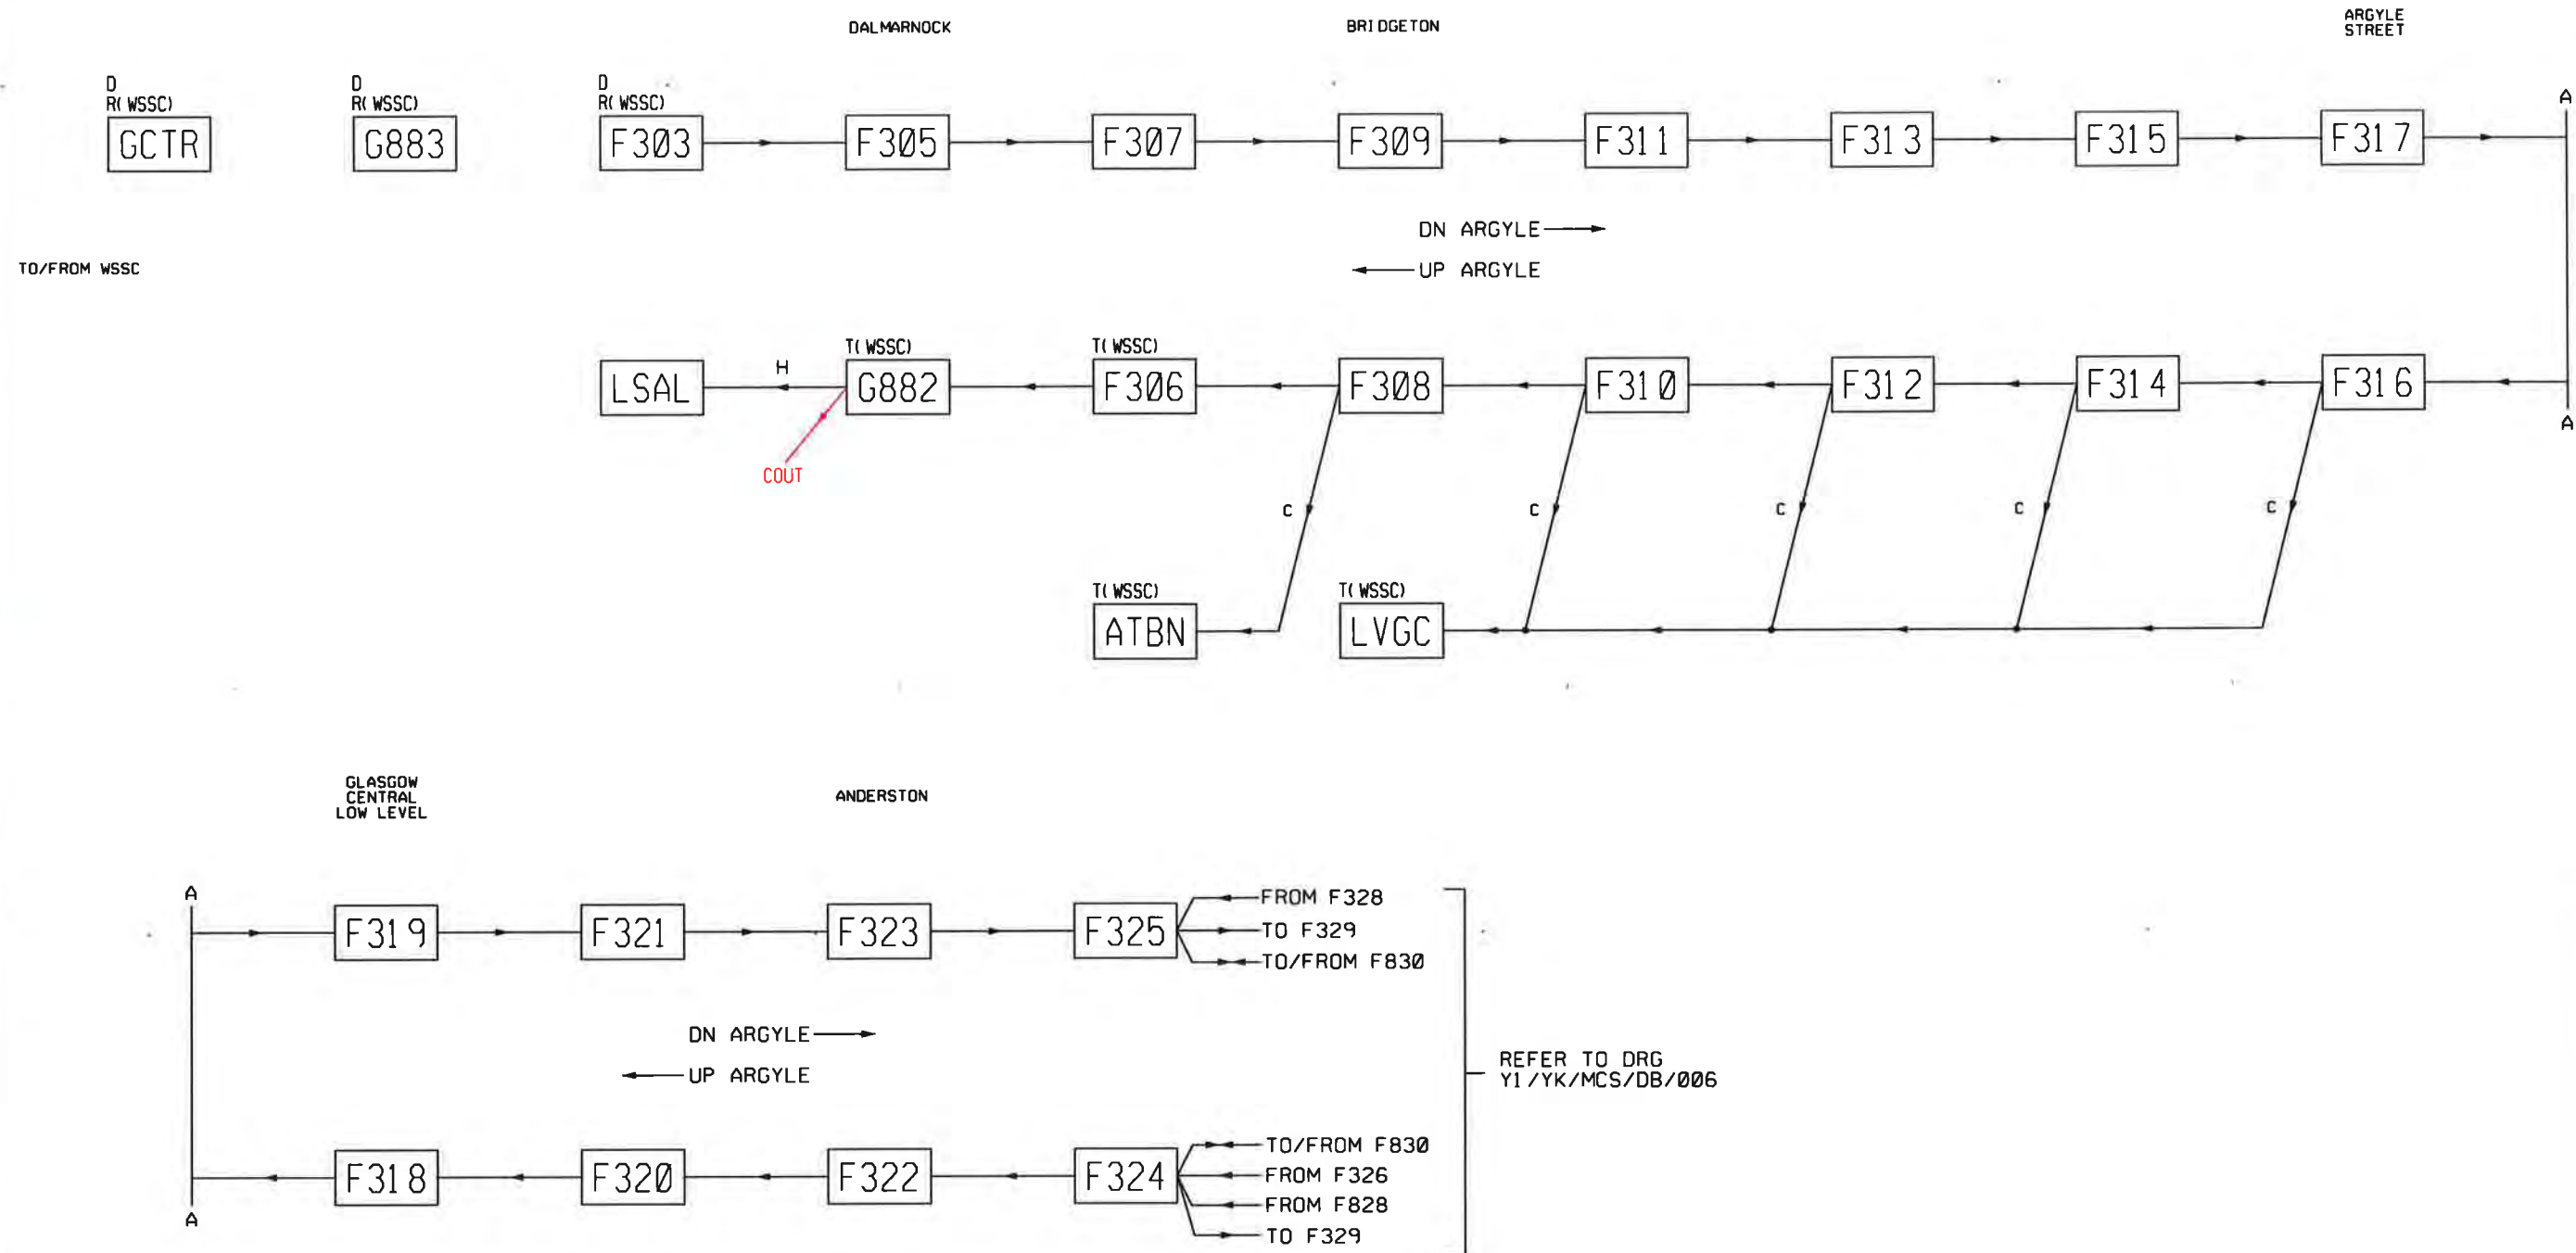 DALMARNOCK
BRIDGETON
ARGYLE
STREET
D
R(WSSC)
GCTR
D
R(WSSC)
G883
D
R(WSSC)
F303
F305
F307
F309
F311
F313
F315
F317
A
DN ARGYLE
UP ARGYLE
TO/FROM WSSC
LSAL
H
T(WSSC)
G882
T(WSSC)
F306
F308
F310
F312
F314
F316
A
COUT
C
C
C
C
C
T(WSSC)
ATBN
T(WSSC)
LVGC
GLASGOW
CENTRAL
LOW LEVEL
ANDERSTON
A
F319
F321
F323
F325
FROM F328
TO F329
TO/FROM F830
DN ARGYLE
UP ARGYLE
REFER TO DRG
Y1/YK/MCS/DB/006
F318
F320
F322
F324
TO/FROM F830
FROM F326
FROM F828
TO F329
A